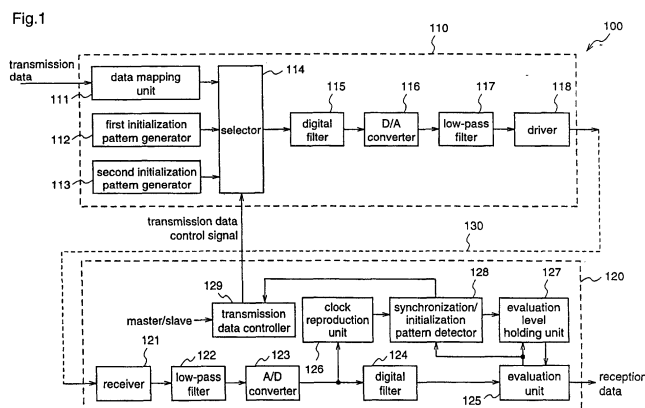 Fig.1
100
110
transmission
data
111
data mapping
unit
112
first initialization
pattern generator
113
second initialization
pattern generator
114
selector
115
digital
filter
116
D/A
converter
117
low-pass
filter
118
driver
transmission data
control signal
130
120
129
master/slave
transmission
data controller
clock
reproduction
unit
126
128
synchronization/
initialization
pattern detector
127
evaluation
level
holding unit
121
receiver
122
low-pass
filter
123
A/D
converter
124
digital
filter
125
evaluation
unit
reception
data